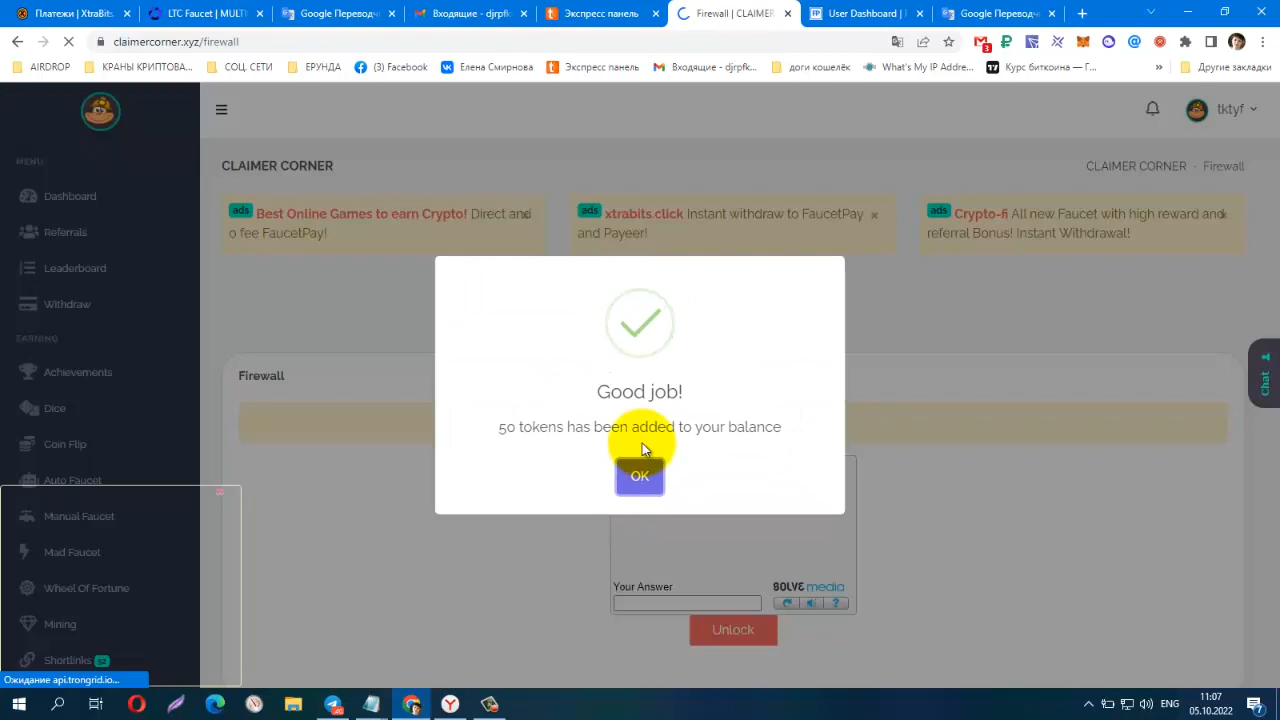 Платежи | XtraBits
LTC Faucet | MULTI
Google Переводч
Входящие - djrpfk
Экспресс панель
Firewall | CLAIMER
User Dashboard |
Google Переводч
claimercorner.xyz/firewall
3
AIRDROP
КРАНЫ КРИПТОВА...
СОЦ. СЕТИ
ЕРУНДА
(3) Facebook
Елена Смирнова
Экспресс панель
Входящие - djrpf...
доги кошелёк
What's My IP Addre...
Курс биткоина — Г...
»
Другие закладки
tktyf
CLAIMER CORNER
CLAIMER CORNER - Firewall
MENU
Dashboard
Referrals
Leaderboard
Withdraw
EARNING
Achievements
Dice
Coin Flip
Auto Faucet
Manual Faucet
Mad Faucet
Wheel Of Fortune
Mining
Shortlinks 52
ads Best Online Games to earn Crypto! Direct and
0 fee FaucetPay!
ads xtrabits.click Instant withdraw to FaucetPay
and Payeer!
ads Crypto-fi All new Faucet with high reward and
referral Bonus! Instant Withdrawal!
Firewall
Good job!
50 tokens has been added to your balance
OK
Your Answer
SOLVE media
Unlock
Chat
Ожидание api.trongrid.io...
ENG
11:07
05.10.2022